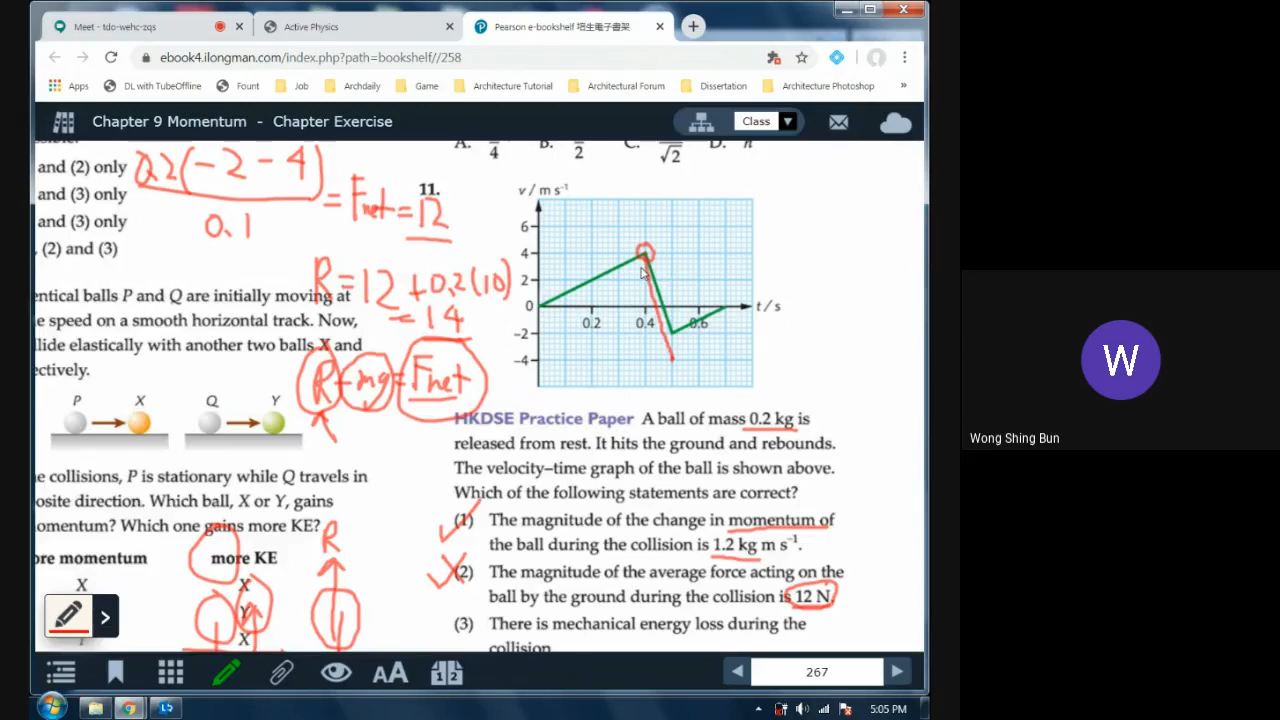 Meet - tdo-wehc-zqs
Active Physics
Pearson e-bookshelf 培生電子書架
ebook4.ilongman.com/index.php?path=bookshelf//258
Apps
DL with TubeOffline
Fount
Job
Archdaily
Game
Architecture Tutorial
Architectural Forum
Dissertation
Architecture Photoshop
»
Chapter 9 Momentum - Chapter Exercise
Class
and (2) only
and (3) only
and (3) only
, (2) and (3)
0.2(-2-4)
0.1
= Fnet = 12
R = 12 + 0.2(10)
= 14
R - mg = Fnet
entical balls P and Q are initially moving at
e speed on a smooth horizontal track. Now,
llide elastically with another two balls X and
ectively.
P X Q Y
e collisions, P is stationary while Q travels in
posite direction. Which ball, X or Y, gains
omentum? Which one gains more KE?
ore momentum more KE
X X
Y
X
R
A. 4 B. 2 C. √2 D.
11.
v / m s⁻¹
6
4
2
0
−2
−4
0.2 0.4 0.6
t / s
HKDSE Practice Paper A ball of mass 0.2 kg is
released from rest. It hits the ground and rebounds.
The velocity–time graph of the ball is shown above.
Which of the following statements are correct?
(1) The magnitude of the change in momentum of
the ball during the collision is 1.2 kg m s⁻¹.
(2) The magnitude of the average force acting on the
ball by the ground during the collision is 12 N.
(3) There is mechanical energy loss during the
collision.
AA
1 2
267
5:05 PM
W
Wong Shing Bun